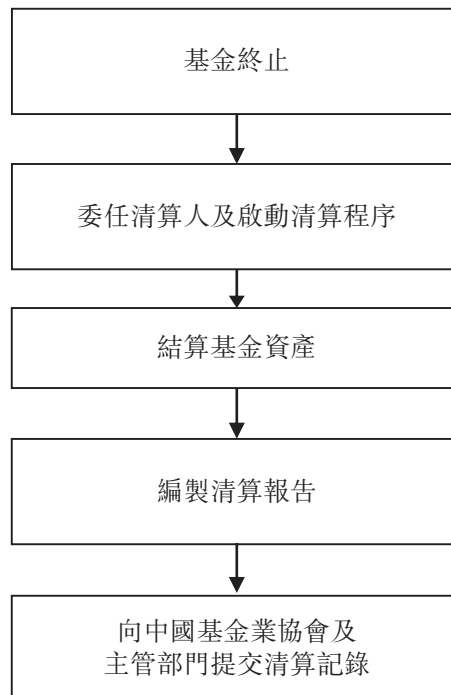 基金終止
委任清算人及啟動清算程序
結算基金資產
編製清算報告
向中國基金業協會及
主管部門提交清算記錄